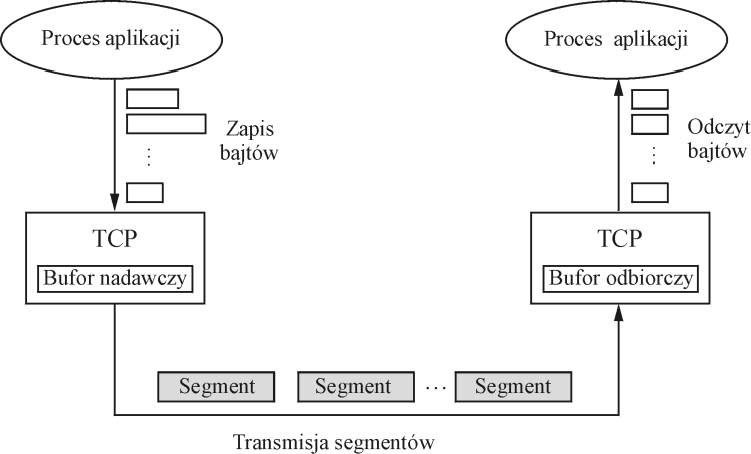 Proces aplikacji
Proces aplikacji
Zapis
bajtów
Odczyt
bajtów
TCP
Bufor nadawczy
TCP
Bufor odbiorczy
Segment
Segment
...
Segment
Transmisja segmentów